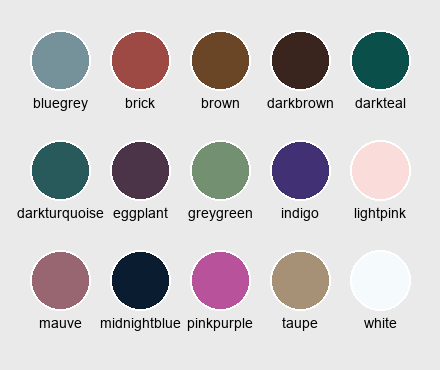 bluegrey brick brown darkbrown darkteal
darkturquoise eggplant greygreen indigo lightpink
mauve midnightblue pinkpurple taupe white